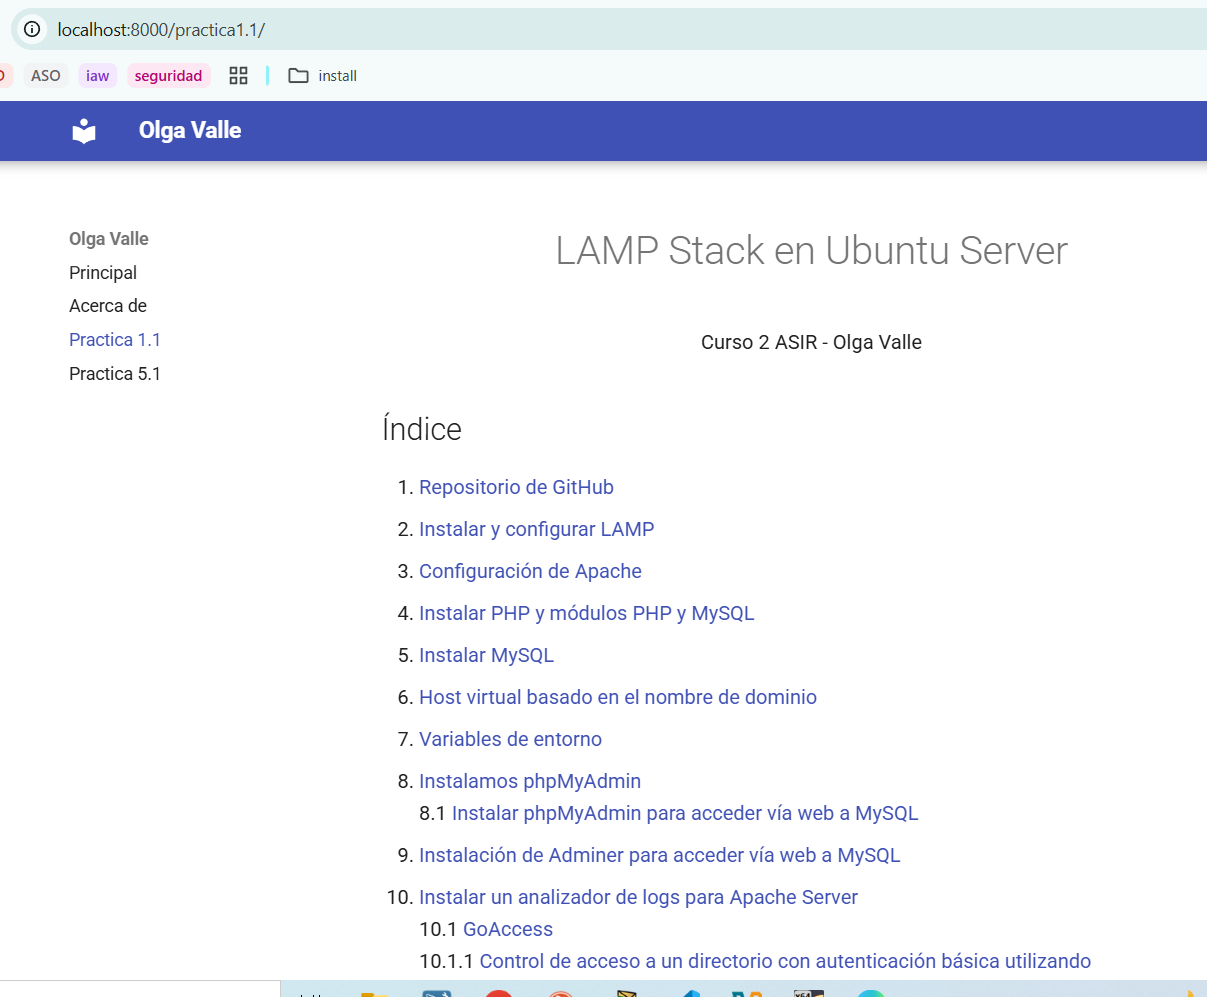 localhost:8000/practica1.1/
ASO
iaw
seguridad
install
Olga Valle
Olga Valle
Principal
Acerca de
Practica 1.1
Practica 5.1
LAMP Stack en Ubuntu Server
Curso 2 ASIR - Olga Valle
Índice
1. Repositorio de GitHub
2. Instalar y configurar LAMP
3. Configuración de Apache
4. Instalar PHP y módulos PHP y MySQL
5. Instalar MySQL
6. Host virtual basado en el nombre de dominio
7. Variables de entorno
8. Instalamos phpMyAdmin
8.1 Instalar phpMyAdmin para acceder vía web a MySQL
9. Instalación de Adminer para acceder vía web a MySQL
10. Instalar un analizador de logs para Apache Server
10.1 GoAccess
10.1.1 Control de acceso a un directorio con autenticación básica utilizando